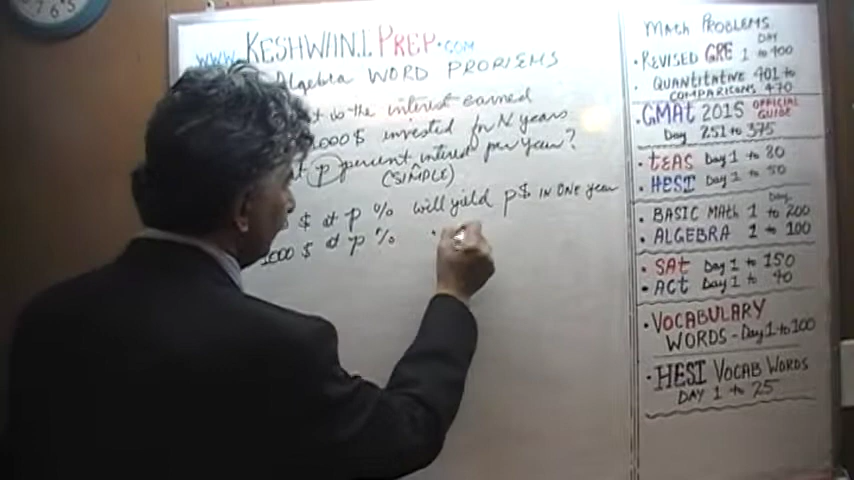 www.KESHWANI PREP.COM
Algebra WORD PROBLEMS
is the interest earned
1000$ invested for N years
p percent interest per year?
(SIMPLE)
$ at p % will yield p$ IN ONE year
1000 $ at p %
MATH PROBLEMS
DAY
• REVISED GRE 1 to 400
• QUANTITATIVE 401 to
COMPARISONS 470
• GMAt 2015 OFFICIAL
GUIDE
Day 251 to 375
• tEAS Day 1 to 80
• HESI Day 1 to 50
Day
• BASIC MAth 1 to 200
• ALGEBRA 1 to 100
• SAt Day 1 to 150
• ACt Day 1 to 40
• VOCABULARY
WORDS - Day 1 to 100
• HESI VOCAB WORDS
DAY 1 to 25